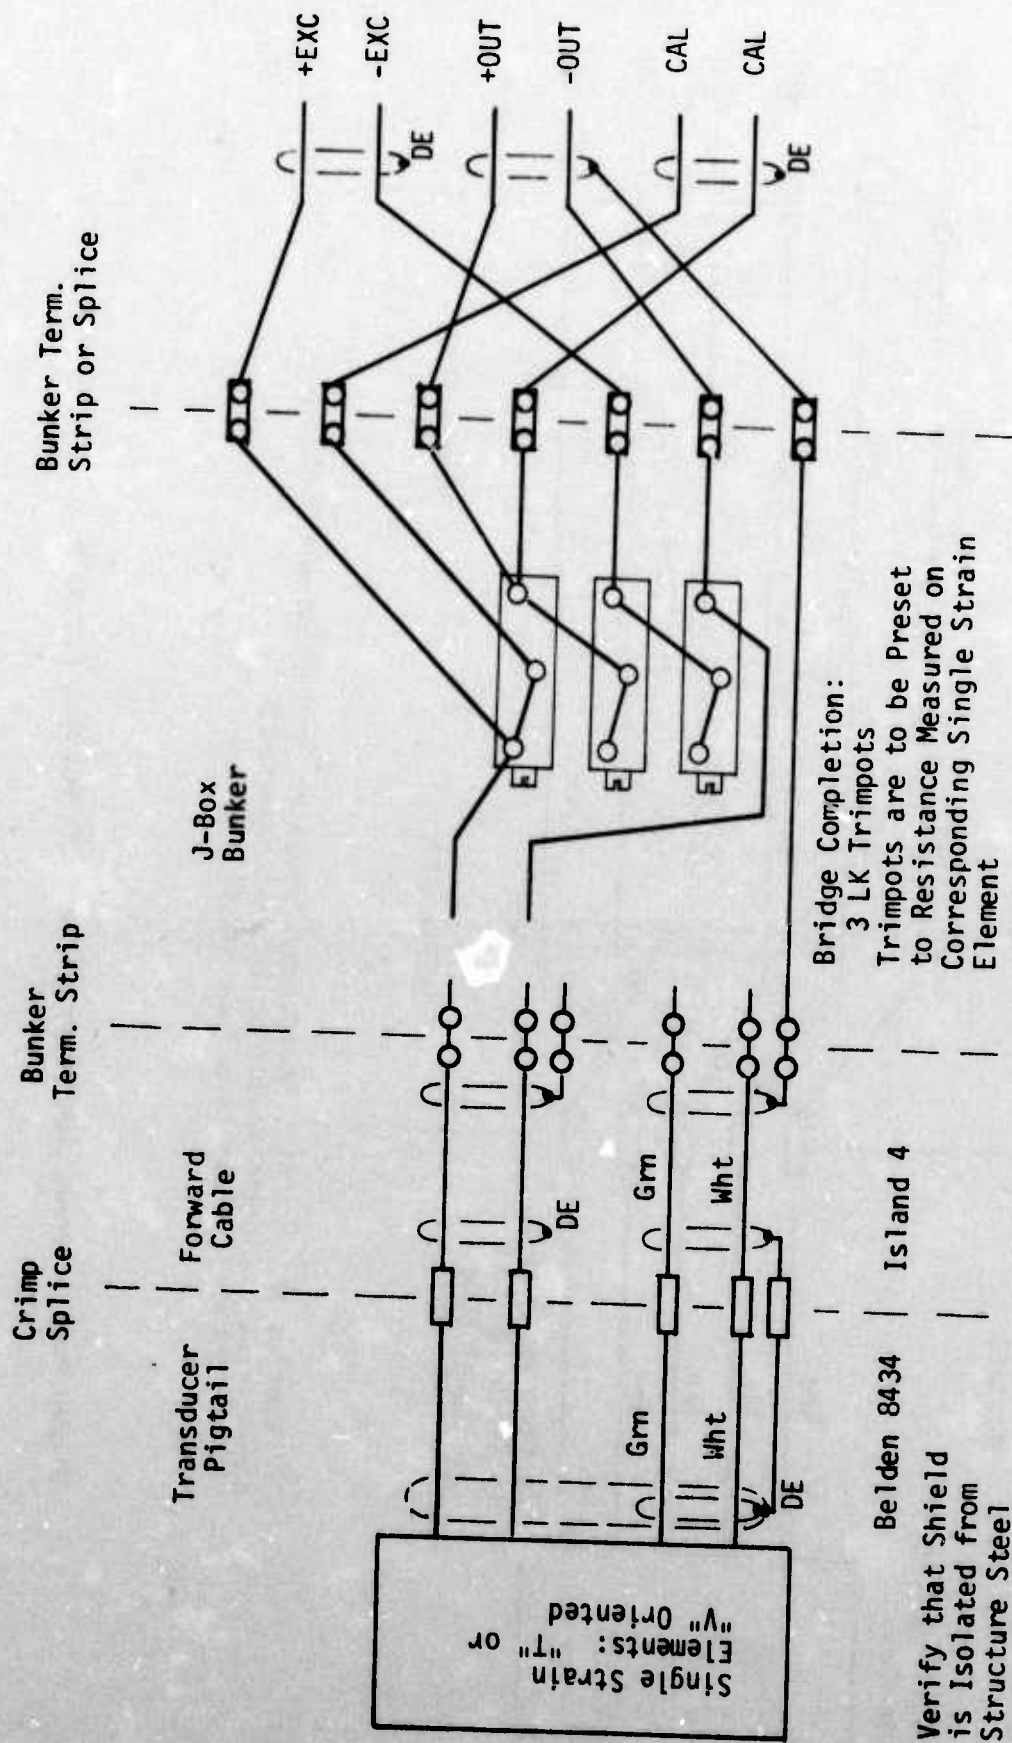 Crimp
Splice
Bunker
Term. Strip
Bunker Term.
Strip or Splice
Transducer
Pigtail
Forward
Cable
J-Box
Bunker
+EXC
-EXC
DE
+OUT
-OUT
CAL
CAL
DE
DE
Grn
Wht
Grn
Wht
DE
Single Strain
Elements: "T" or
"V" Oriented
Belden 8434
Island 4
Verify that Shield
is Isolated from
Structure Steel
Bridge Completion:
3 LK Trimpots
Trimpots are to be Preset
to Resistance Measured on
Corresponding Single Strain
Element